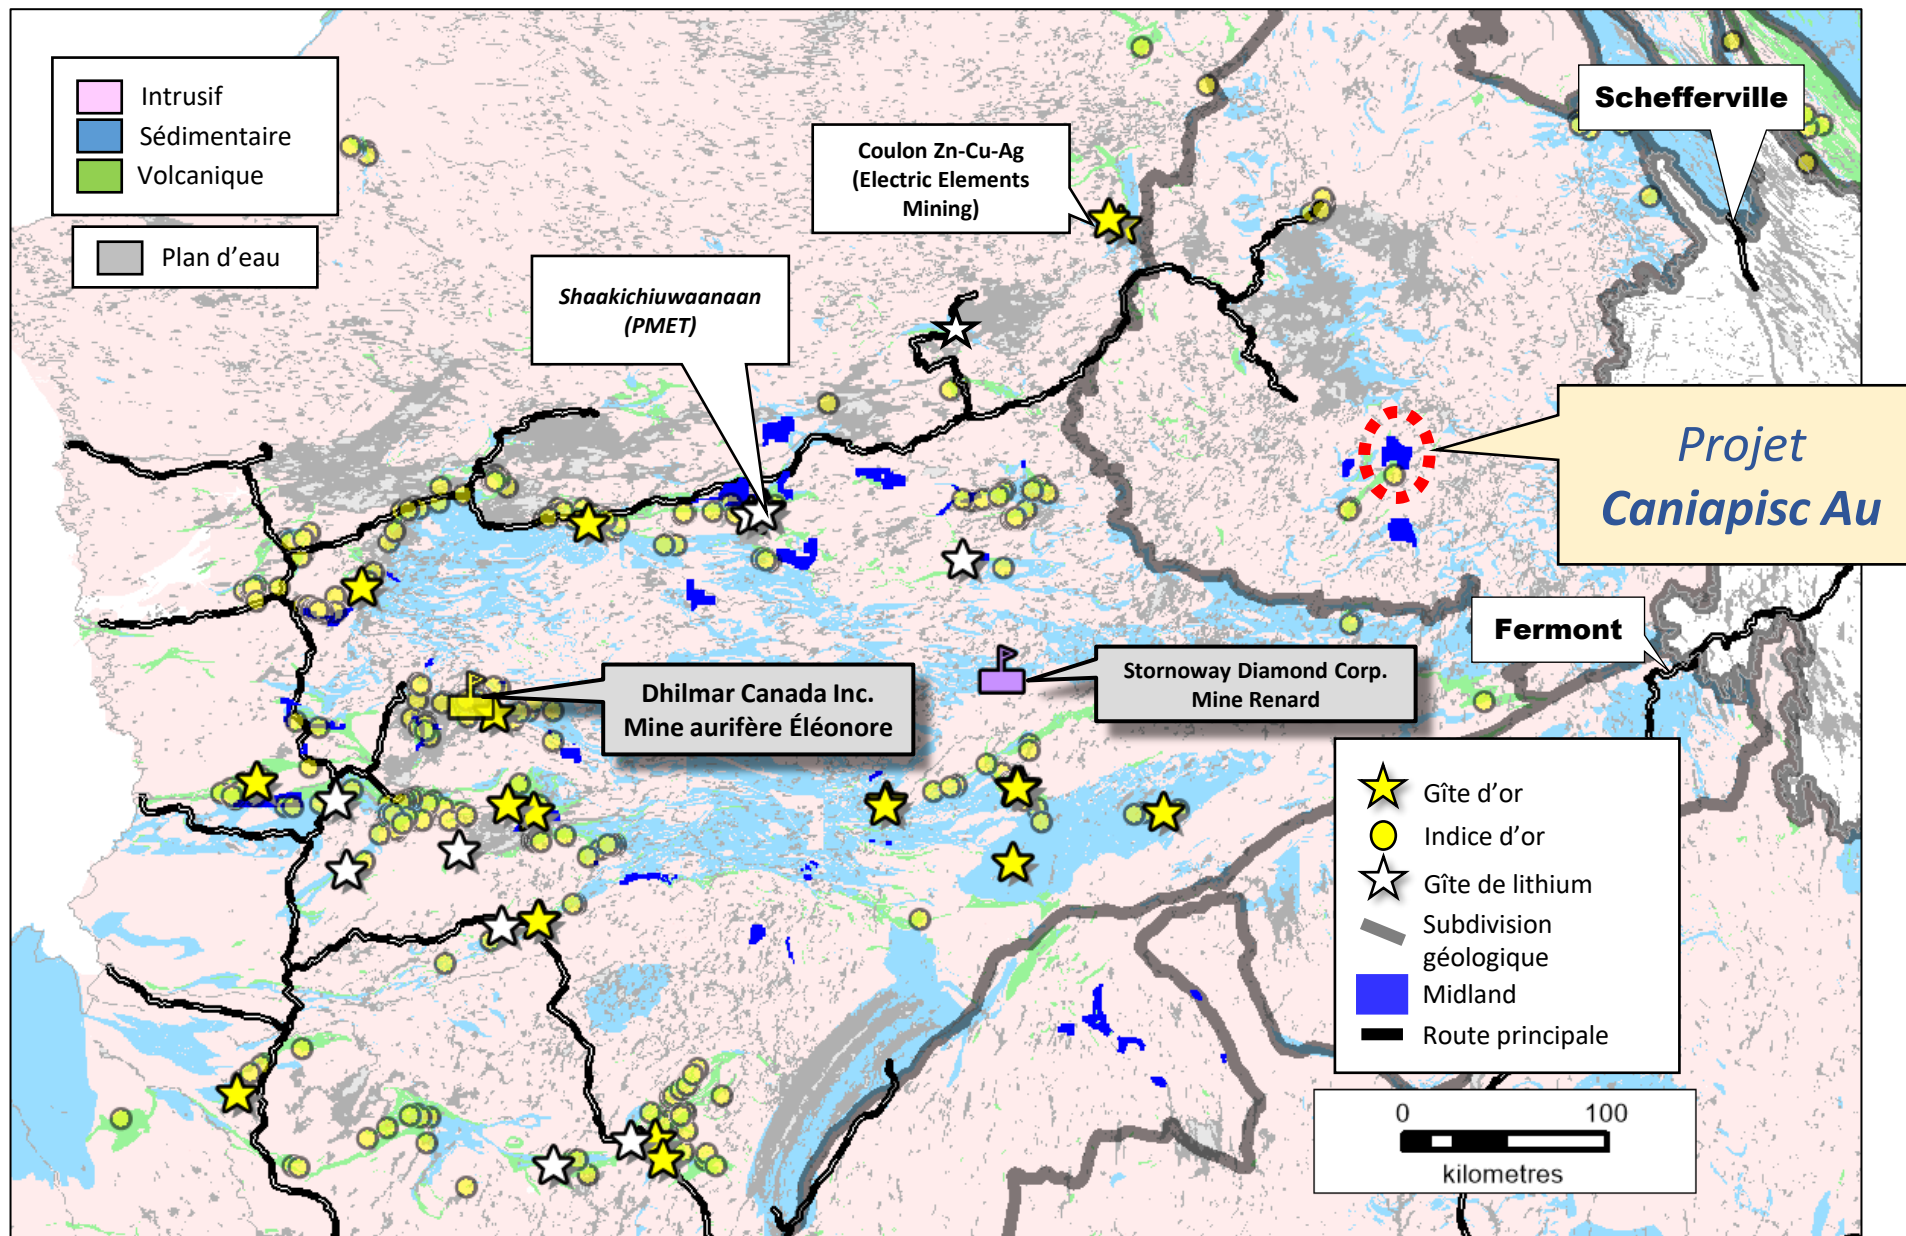 Intrusif
Sédimentaire
Volcanique
Plan d'eau
Schefferville
Coulon Zn-Cu-Ag
(Electric Elements
Mining)
Shaakichiuwaanaan
(PMET)
Projet
Caniapisc Au
Fermont
Dhilmar Canada Inc.
Mine aurifère Éléonore
Stornoway Diamond Corp.
Mine Renard
Gîte d'or
Indice d'or
Gîte de lithium
Subdivision
géologique
Midland
Route principale
0 100
kilometres